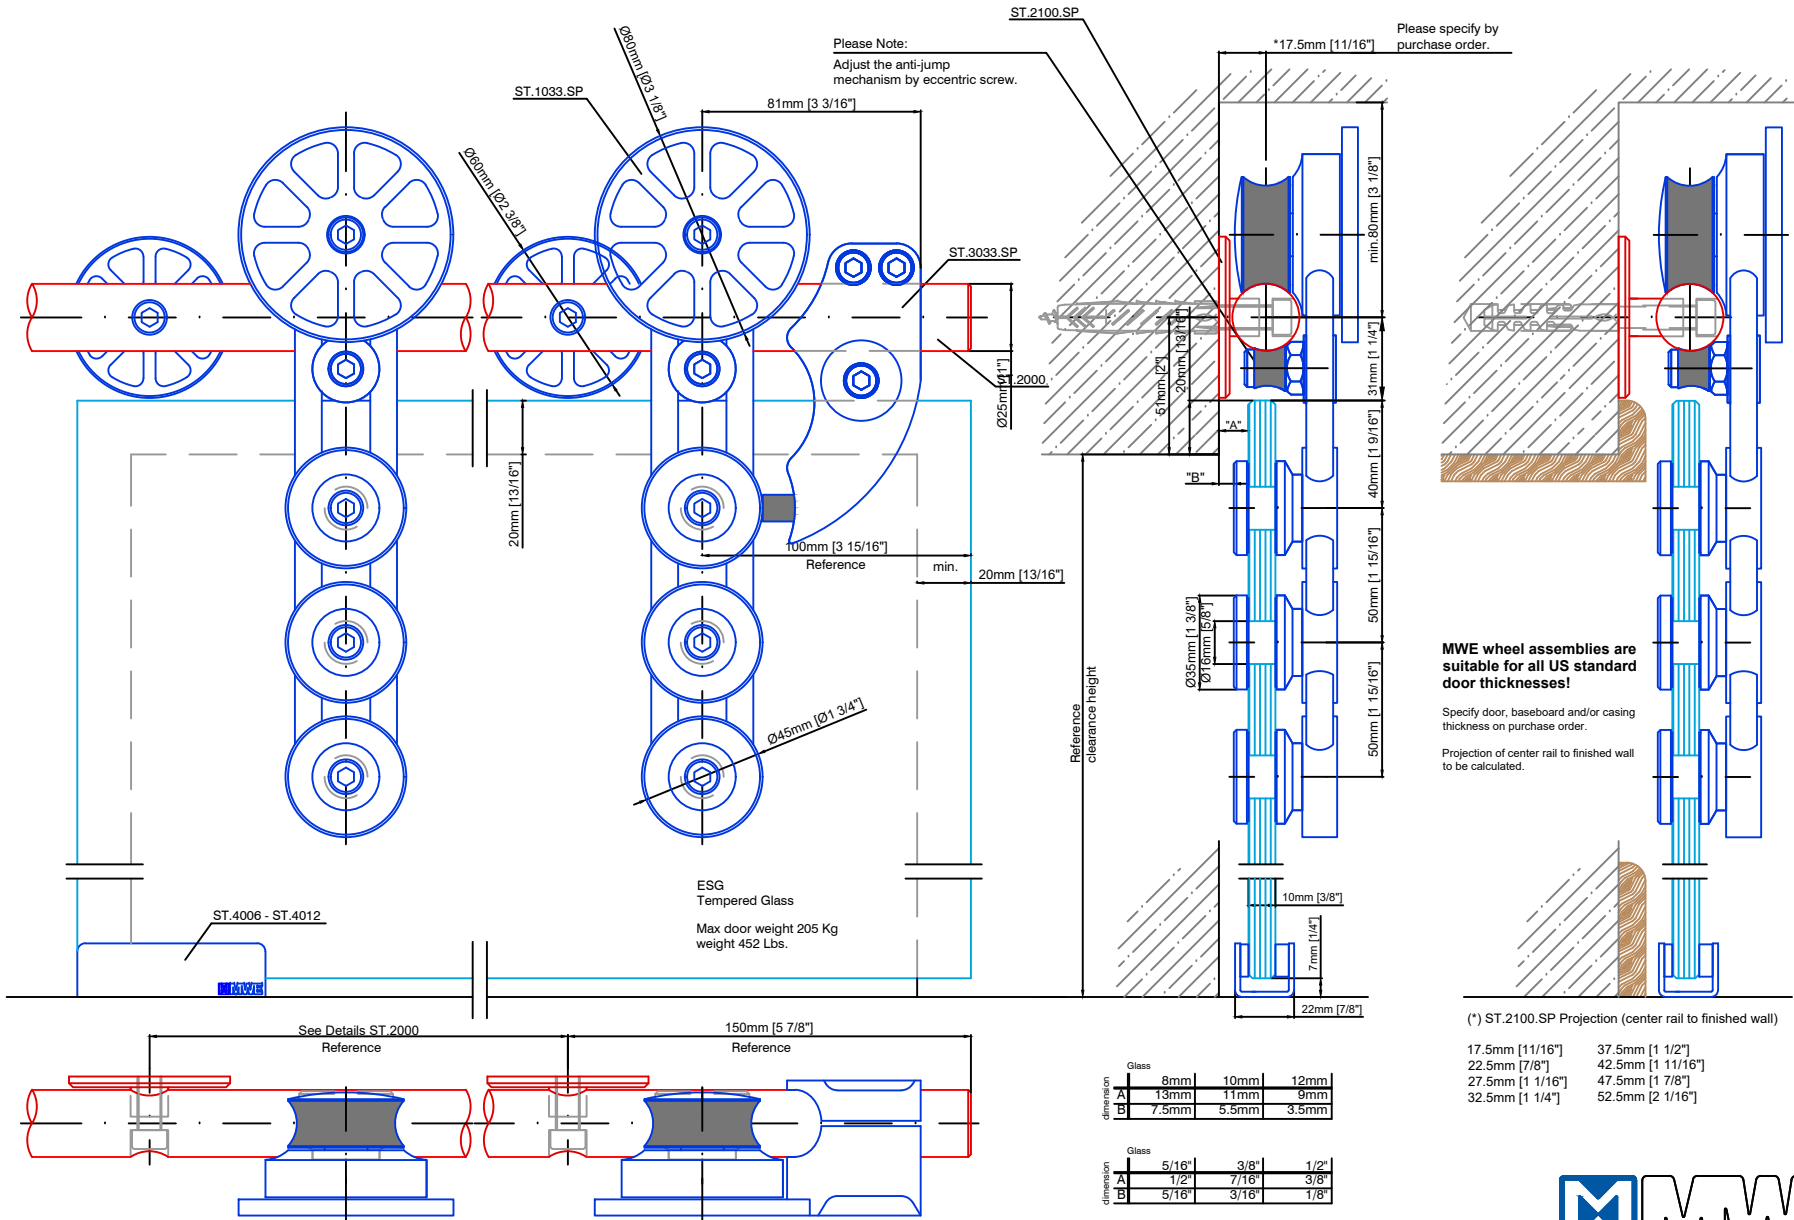 ST.2100.SP
Please Note:
Adjust the anti-jump
mechanism by eccentric screw.
*17.5mm [11/16"]
Please specify by
purchase order.
ST.1033.SP
Ø80mm [Ø3 1/8"]
81mm [3 3/16"]
Ø60mm [Ø2 3/8"]
ST.3033.SP
ST.2000
Ø25mm [1"]
20mm [13/16"]
100mm [3 15/16"]
Reference
min.
20mm [13/16"]
Ø45mm [Ø1 3/4"]
min.80mm [3 1/8"]
31mm [1 1/4"]
51mm [2"]
20mm [13/16"]
"A"
"B"
40mm [1 9/16"]
50mm [1 15/16"]
50mm [1 15/16"]
Ø35mm [1 3/8"]
Ø16mm [5/8"]
Reference
clearance height
MWE wheel assemblies are
suitable for all US standard
door thicknesses!
Specify door, baseboard and/or casing
thickness on purchase order.
Projection of center rail to finished wall
to be calculated.
ESG
Tempered Glass
Max door weight 205 Kg
weight 452 Lbs.
ST.4006 - ST.4012
MWE
10mm [3/8"]
7mm [1/4"]
22mm [7/8"]
See Details ST.2000
Reference
150mm [5 7/8"]
Reference
(*) ST.2100.SP Projection (center rail to finished wall)
17.5mm [11/16"] 37.5mm [1 1/2"]
22.5mm [7/8"] 42.5mm [1 11/16"]
27.5mm [1 1/16"] 47.5mm [1 7/8"]
32.5mm [1 1/4"] 52.5mm [2 1/16"]
Glass
dimension
8mm 10mm 12mm
A 13mm 11mm 9mm
B 7.5mm 5.5mm 3.5mm
Glass
dimension
5/16" 3/8" 1/2"
A 1/2" 7/16" 3/8"
B 5/16" 3/16" 1/8"